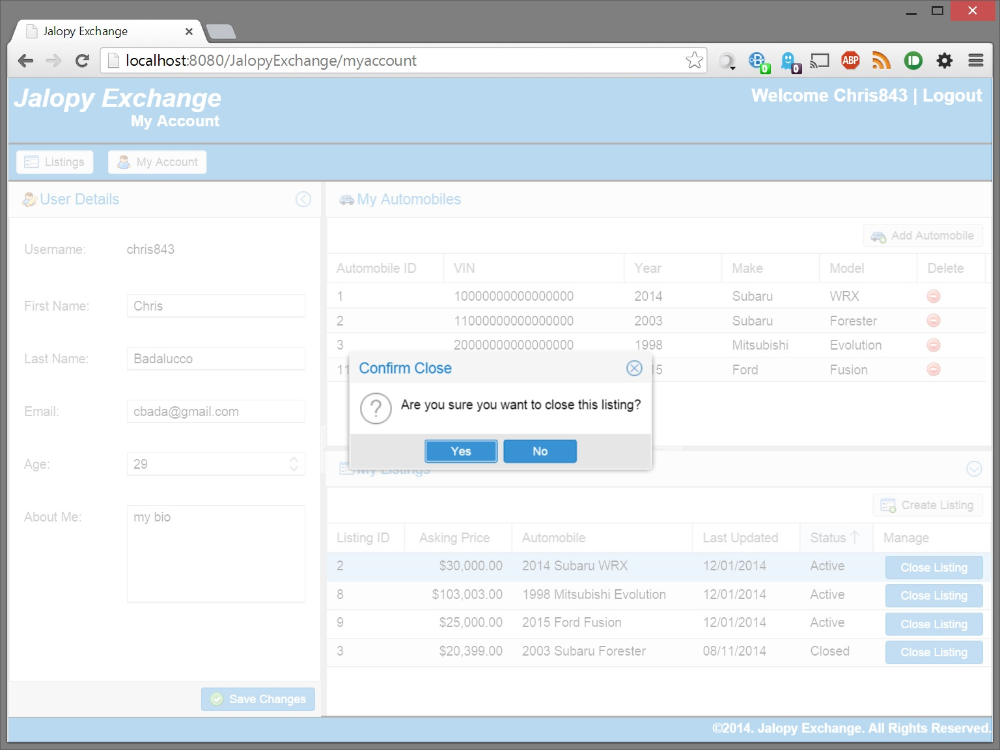 Jalopy Exchange
localhost:8080/JalopyExchange/myaccount
0
0
ABP
Jalopy Exchange
My Account
Welcome Chris843 | Logout
Listings
My Account
User Details
My Automobiles
Username: chris843
First Name: Chris
Last Name: Badalucco
Email: cbada@gmail.com
Age: 29
About Me: my bio
Save Changes
Add Automobile
Automobile ID VIN Year Make Model Delete
1 10000000000000000 2014 Subaru WRX
2 11000000000000000 2003 Subaru Forester
3 20000000000000000 1998 Mitsubishi Evolution
Ford Fusion
Confirm Close
Are you sure you want to close this listing?
Yes No
My Listings
Create Listing
Listing ID Asking Price Automobile Last Updated Status Manage
2 $30,000.00 2014 Subaru WRX 12/01/2014 Active Close Listing
8 $103,003.00 1998 Mitsubishi Evolution 12/01/2014 Active Close Listing
9 $25,000.00 2015 Ford Fusion 12/01/2014 Active Close Listing
3 $20,399.00 2003 Subaru Forester 08/11/2014 Closed Close Listing
©2014. Jalopy Exchange. All Rights Reserved.